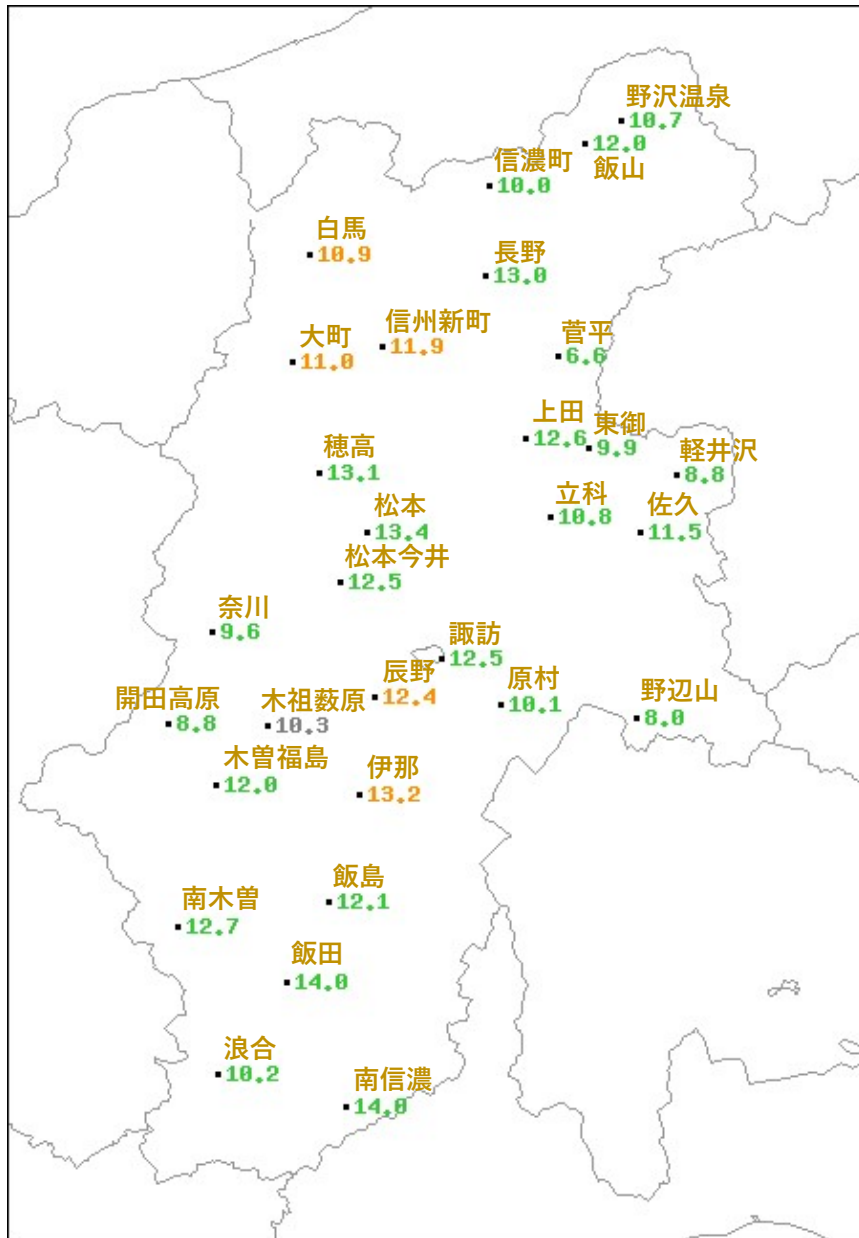 野沢温泉
10.7
12.0
飯山
信濃町
10.0
白馬
10.9
長野
13.0
信州新町
11.9
大町
11.0
菅平
6.6
上田
12.6
東御
9.9
穂高
13.1
軽井沢
8.8
立科
10.8
佐久
11.5
松本
13.4
松本今井
12.5
奈川
9.6
諏訪
12.5
辰野
12.4
原村
10.1
野辺山
8.0
開田高原
8.8
木祖薮原
10.3
木曽福島
12.0
伊那
13.2
飯島
12.1
南木曽
12.7
飯田
14.0
浪合
10.2
南信濃
14.0